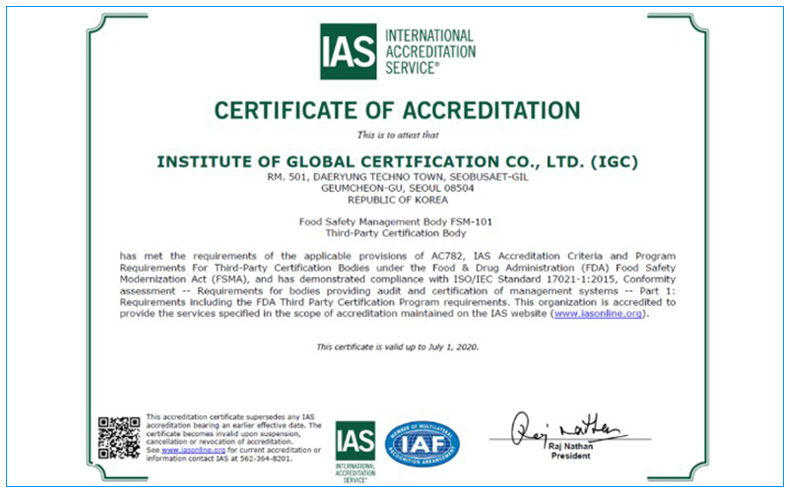 IAS INTERNATIONAL
ACCREDITATION
SERVICE®
CERTIFICATE OF ACCREDITATION
This is to attest that
INSTITUTE OF GLOBAL CERTIFICATION CO., LTD. (IGC)
RM. 501, DAERYUNG TECHNO TOWN, SEOBUSAET-GIL
GEUMCHEON-GU, SEOUL 08504
REPUBLIC OF KOREA
Food Safety Management Body FSM-101
Third-Party Certification Body
has met the requirements of the applicable provisions of AC782, IAS Accreditation Criteria and Program
Requirements For Third-Party Certification Bodies under the Food & Drug Administration (FDA) Food Safety
Modernization Act (FSMA), and has demonstrated compliance with ISO/IEC Standard 17021-1:2015, Conformity
assessment -- Requirements for bodies providing audit and certification of management systems -- Part 1:
Requirements including the FDA Third Party Certification Program requirements. This organization is accredited to
provide the services specified in the scope of accreditation maintained on the IAS website (www.iasonline.org).
This certificate is valid up to July 1, 2020.
This accreditation certificate supersedes any IAS
accreditation bearing an earlier effective date. The
certificate becomes invalid upon suspension,
cancellation or revocation of accreditation.
See www.iasonline.org for current accreditation or
information contact IAS at 562-364-8201.
IAS
INTERNATIONAL
ACCREDITATION
SERVICE®
MEMBER OF MULTILATERAL
IAF
RECOGNITION ARRANGEMENT
Raj Nathan
Raj Nathan
President